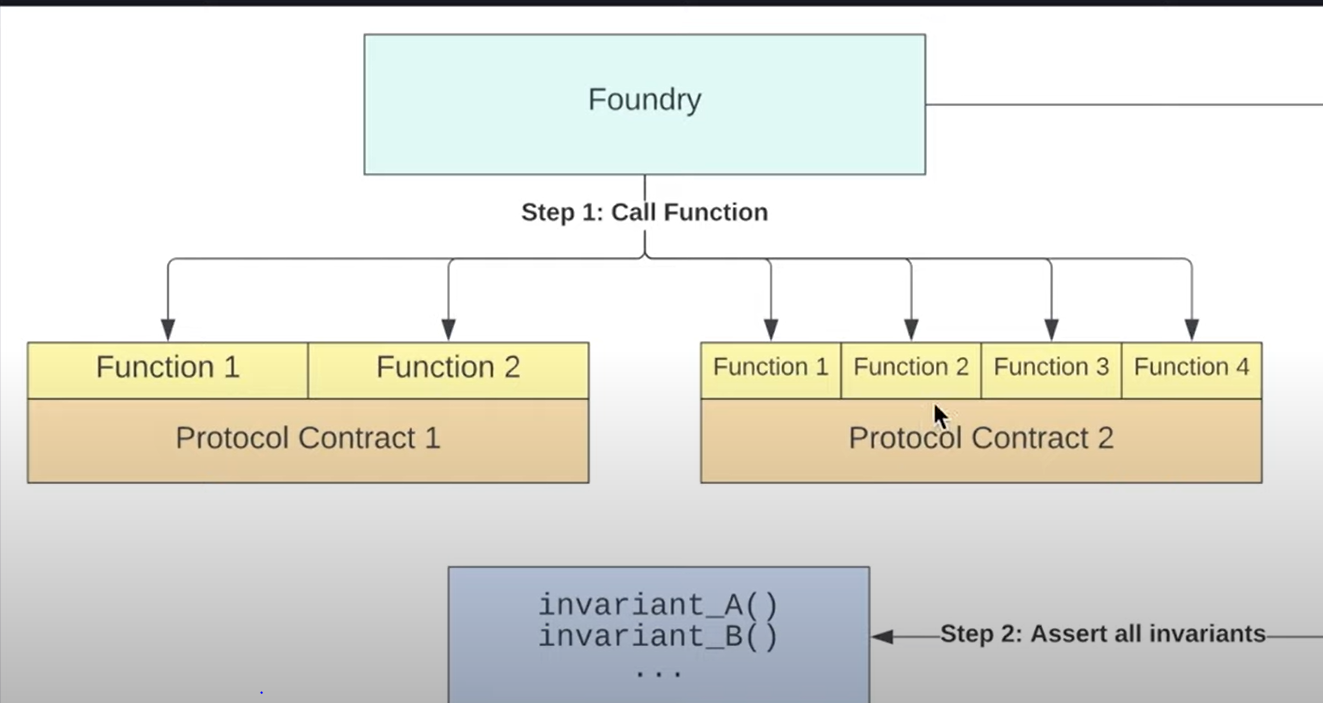 Foundry
Step 1: Call Function
Function 1
Function 2
Function 1
Function 2
Function 3
Function 4
Protocol Contract 1
Protocol Contract 2
invariant_A()
invariant_B()
...
Step 2: Assert all invariants